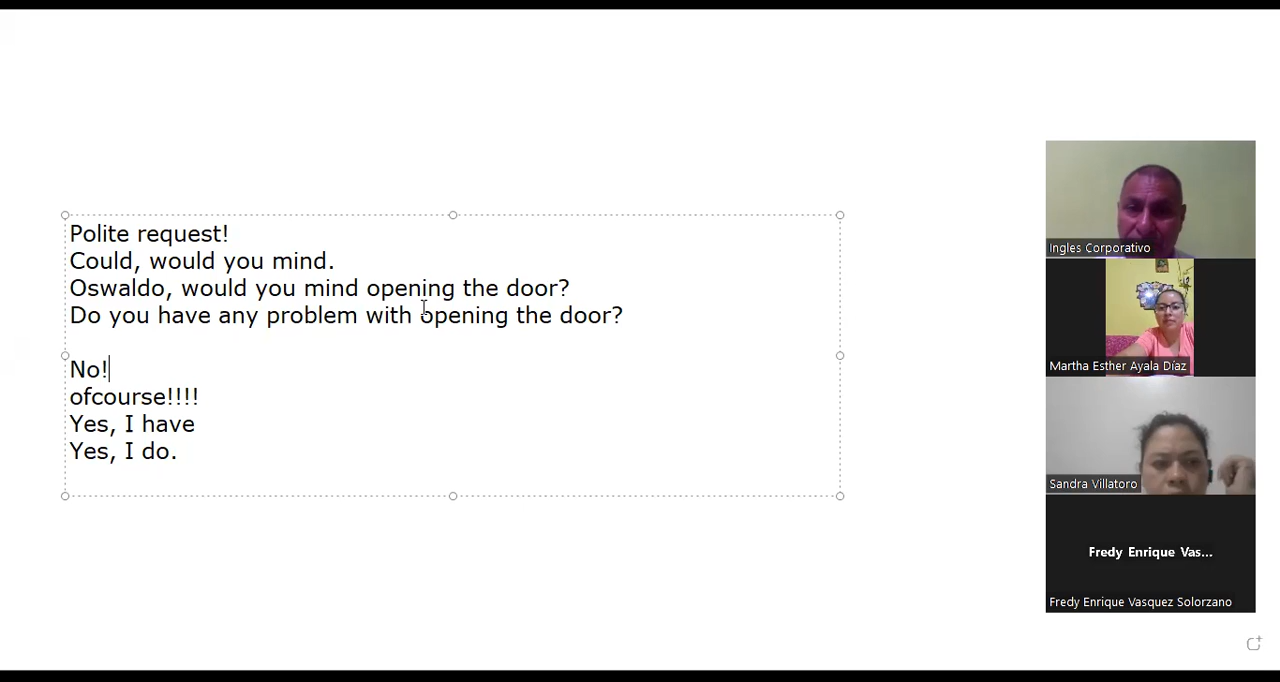 Polite request!
Could, would you mind.
Oswaldo, would you mind opening the door?
Do you have any problem with opening the door?
No!
ofcourse!!!!
Yes, I have
Yes, I do.
Ingles Corporativo
Martha Esther Ayala Díaz
Sandra Villatoro
Fredy Enrique Vas...
Fredy Enrique Vasquez Solorzano